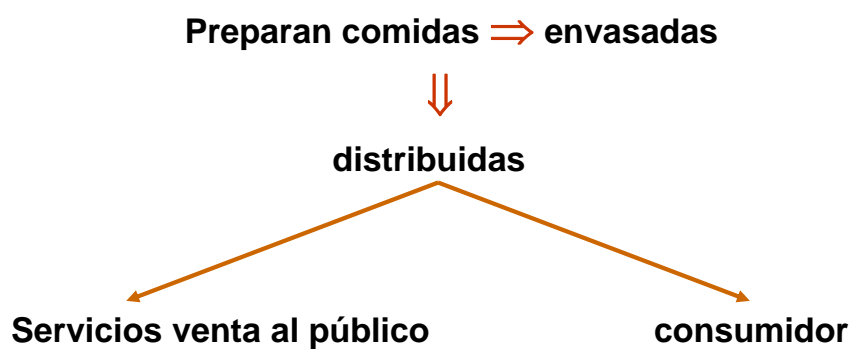 Preparan comidas ⇒ envasadas
⇓
distribuidas
Servicios venta al público consumidor